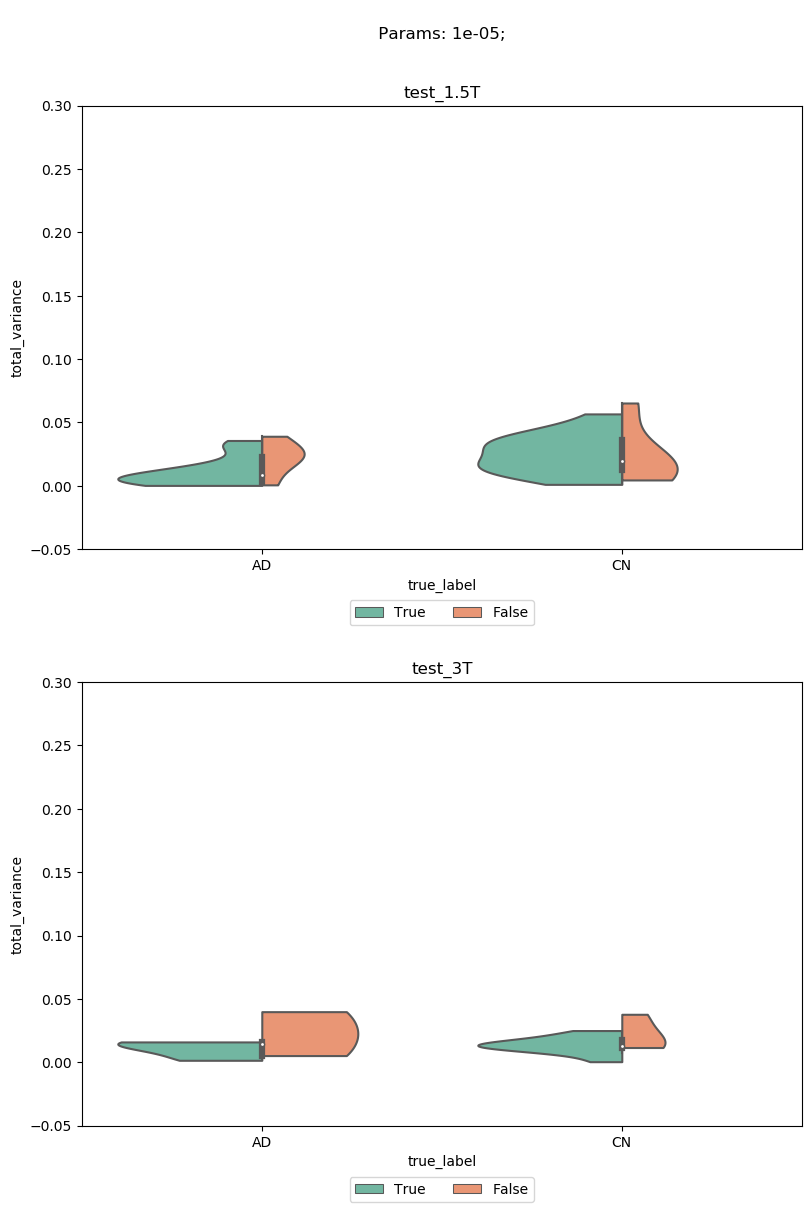 Params: 1e-05;
test_1.5T
0.30
0.25
0.20
0.15
0.10
0.05
0.00
−0.05
total_variance
AD CN
true_label
True False
test_3T
0.30
0.25
0.20
0.15
0.10
0.05
0.00
−0.05
total_variance
AD CN
true_label
True False